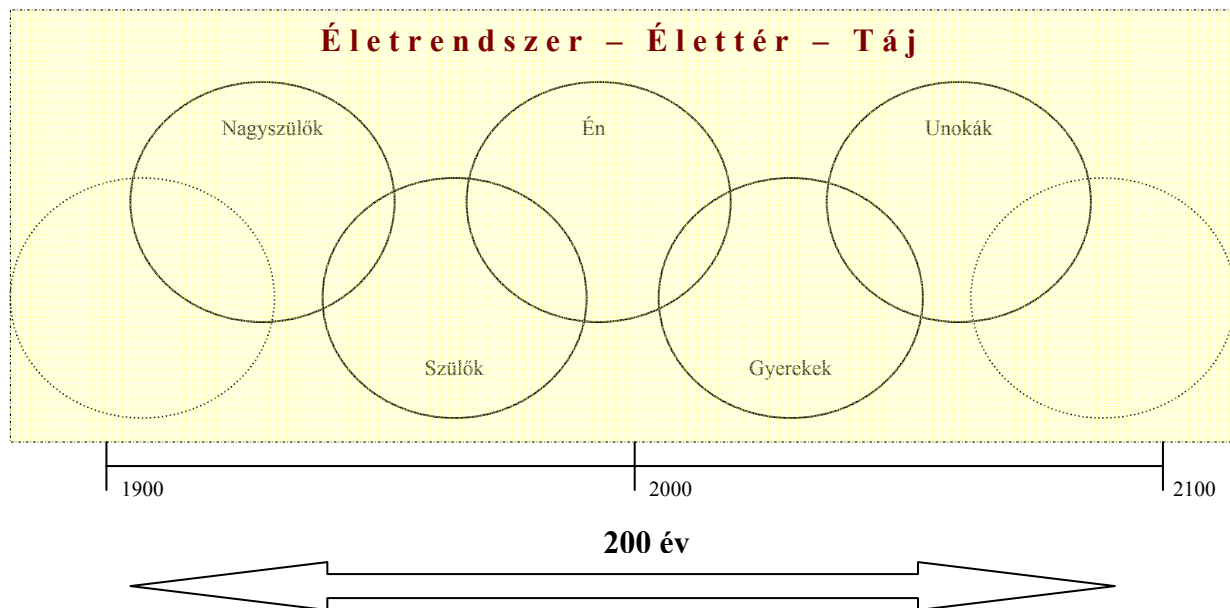 Életrendszer – Élettér – Táj
Nagyszülők
Én
Unokák
Szülők
Gyerekek
1900
2000
2100
200 év